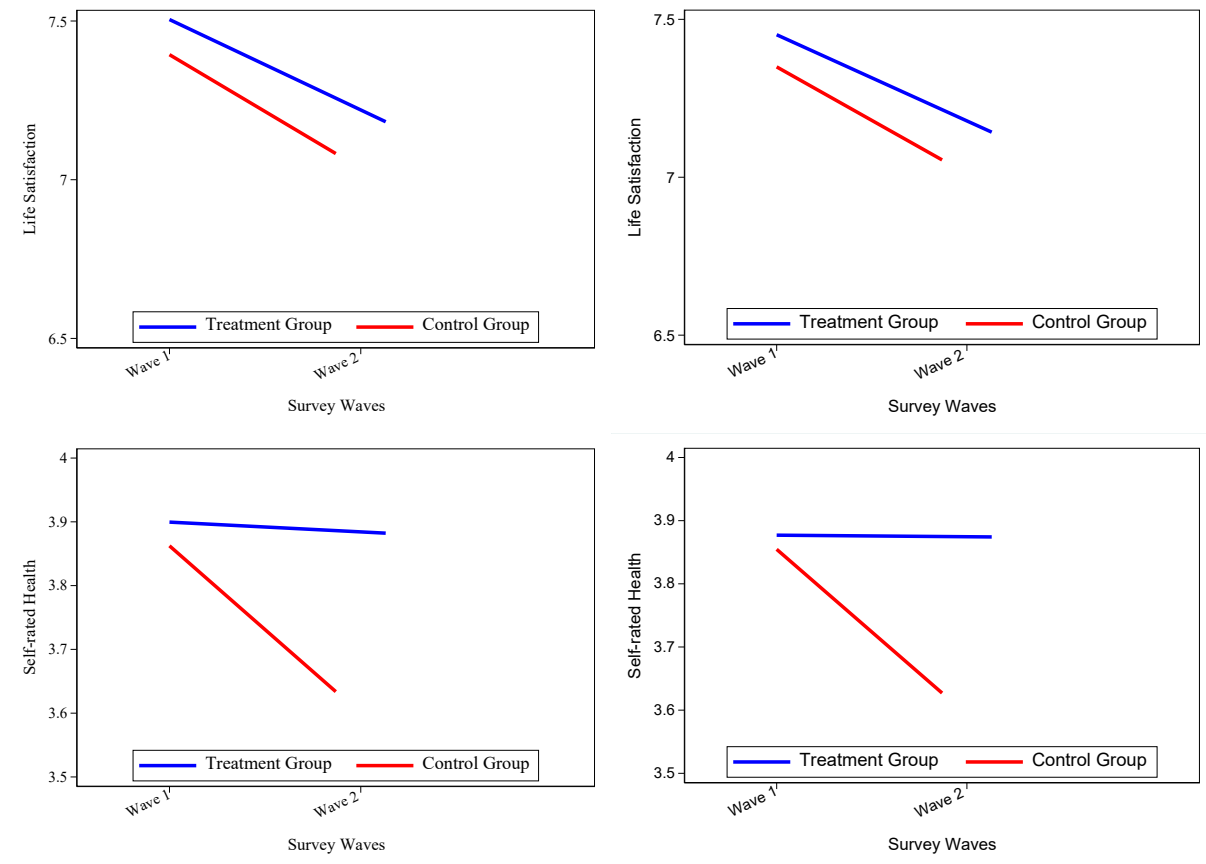 7.5
7
6.5
Life Satisfaction
Treatment Group Control Group
Wave 1 Wave 2
Survey Waves
7.5
7
6.5
Life Satisfaction
Treatment Group Control Group
Wave 1 Wave 2
Survey Waves
4
3.9
3.8
3.7
3.6
3.5
Self-rated Health
Treatment Group Control Group
Wave 1 Wave 2
Survey Waves
4
3.9
3.8
3.7
3.6
3.5
Self-rated Health
Treatment Group Control Group
Wave 1 Wave 2
Survey Waves